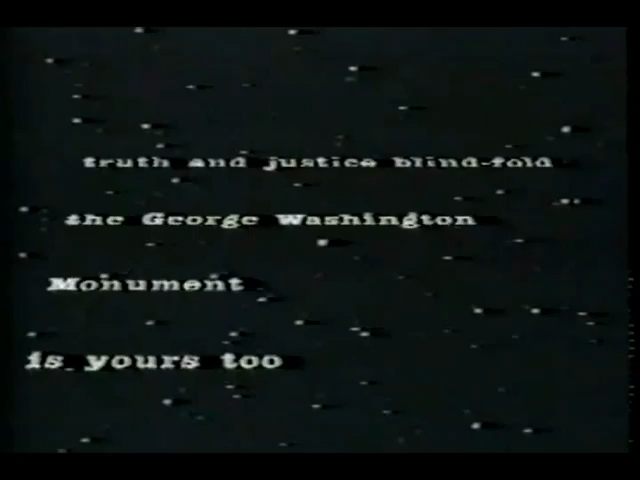 truth and justice blind-fold
the George Washington
Monument
is yours too